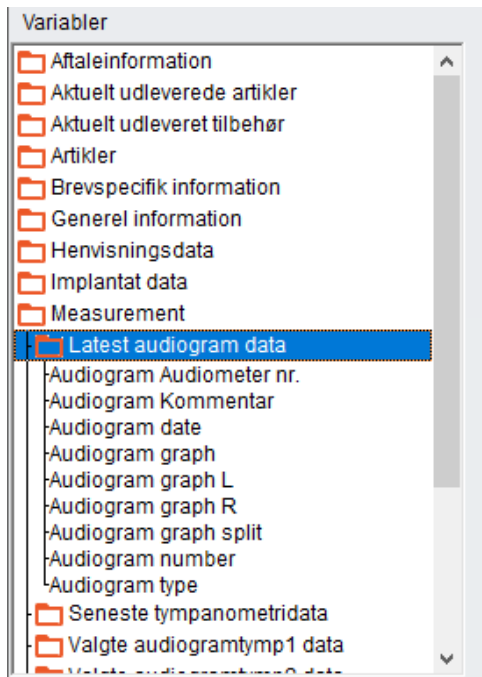 Variabler
Aftaleinformation
Aktuelt udleverede artikler
Aktuelt udleveret tilbehør
Artikler
Brevspecifik information
Generel information
Henvisningsdata
Implantat data
Measurement
Latest audiogram data
Audiogram Audiometer nr.
Audiogram Kommentar
Audiogram date
Audiogram graph
Audiogram graph L
Audiogram graph R
Audiogram graph split
Audiogram number
Audiogram type
Seneste tympanometridata
Valgte audiogramtymp1 data